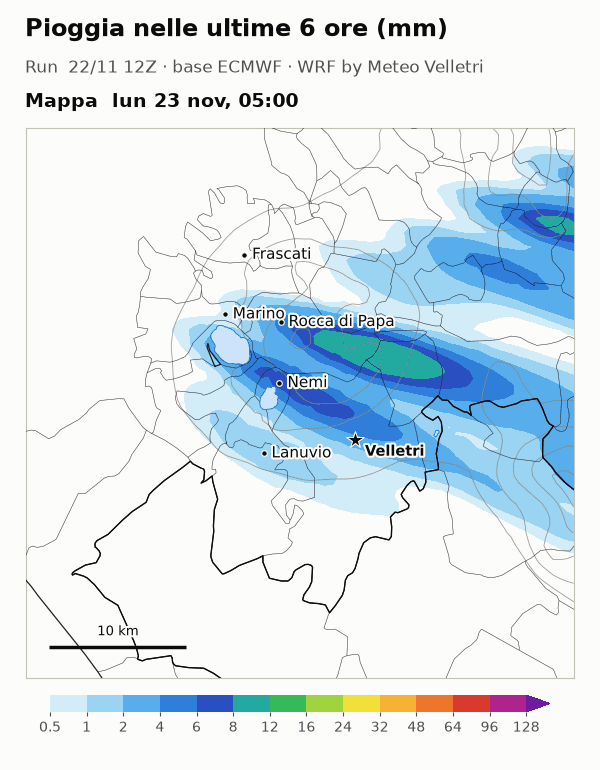 Pioggia nelle ultime 6 ore (mm)
Run  22/11 12Z · base ECMWF · WRF by Meteo Velletri
Mappa  lun 23 nov, 05:00
Frascati
Marino
Rocca di Papa
Nemi
Velletri
Lanuvio
10 km
0.5 1 2 4 6 8 12 16 24 32 48 64 96 128